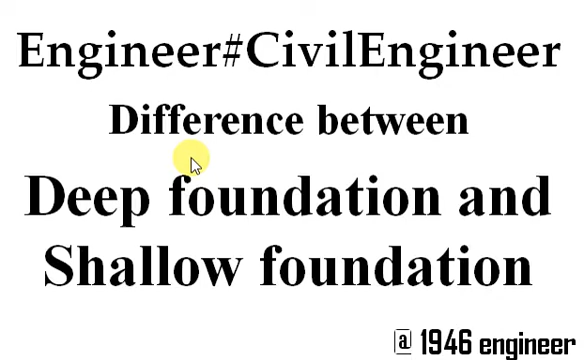 Engineer#CivilEngineer
Difference between
Deep foundation and
Shallow foundation
@ 1946 engineer